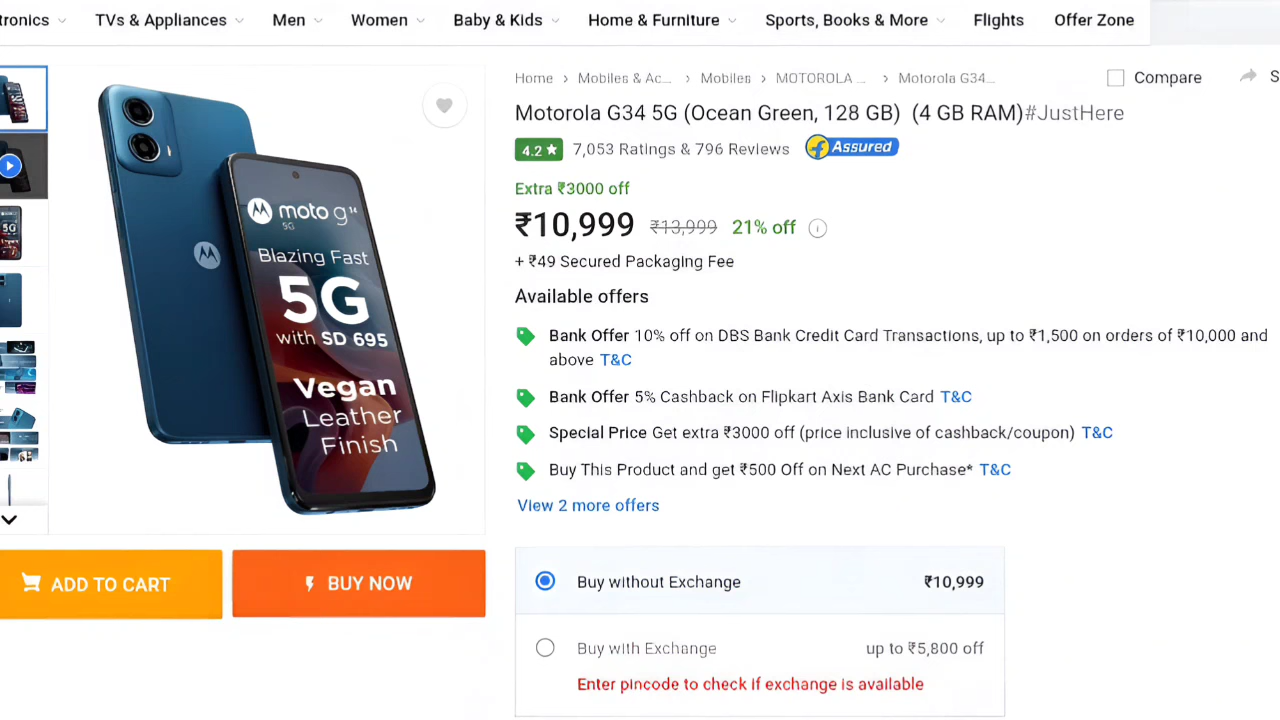 tronics TVs & Appliances Men Women Baby & Kids Home & Furniture Sports, Books & More Flights Offer Zone
Home Mobiles & Ac... Mobiles MOTOROLA ... Motorola G34...
Compare S
Motorola G34 5G (Ocean Green, 128 GB) (4 GB RAM)#JustHere
4.2 ★ 7,053 Ratings & 796 Reviews Assured
Extra ₹3000 off
₹10,999 ₹13,999 21% off
+ ₹49 Secured Packaging Fee
Available offers
Bank Offer 10% off on DBS Bank Credit Card Transactions, up to ₹1,500 on orders of ₹10,000 and
above T&C
Bank Offer 5% Cashback on Flipkart Axis Bank Card T&C
Special Price Get extra ₹3000 off (price inclusive of cashback/coupon) T&C
Buy This Product and get ₹500 Off on Next AC Purchase* T&C
View 2 more offers
Buy without Exchange ₹10,999
Buy with Exchange up to ₹5,800 off
Enter pincode to check if exchange is available
moto g
5G
Blazing Fast
5G
with SD 695
Vegan
Leather
Finish
ADD TO CART
BUY NOW